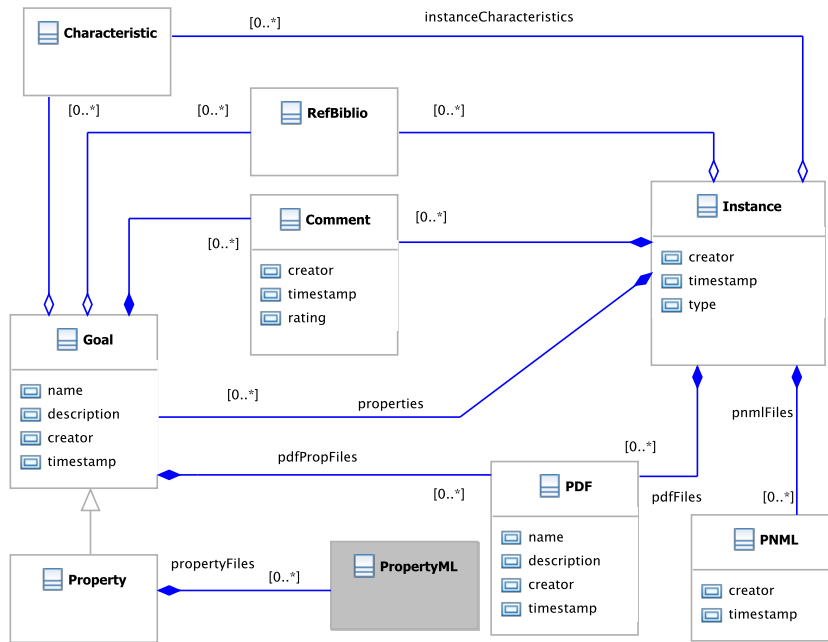 instanceCharacteristics
[0..*]
Characteristic
[0..*]
[0..*]
[0..*]
RefBiblio
Instance
creator
timestamp
type
Comment
creator
timestamp
rating
[0..*]
[0..*]
Goal
name
description
creator
timestamp
[0..*]
properties
pnmlFiles
pdfPropFiles
[0..*]
[0..*]
pdfFiles
[0..*]
PDF
name
description
creator
timestamp
PNML
creator
timestamp
Property
propertyFiles
[0..*]
PropertyML